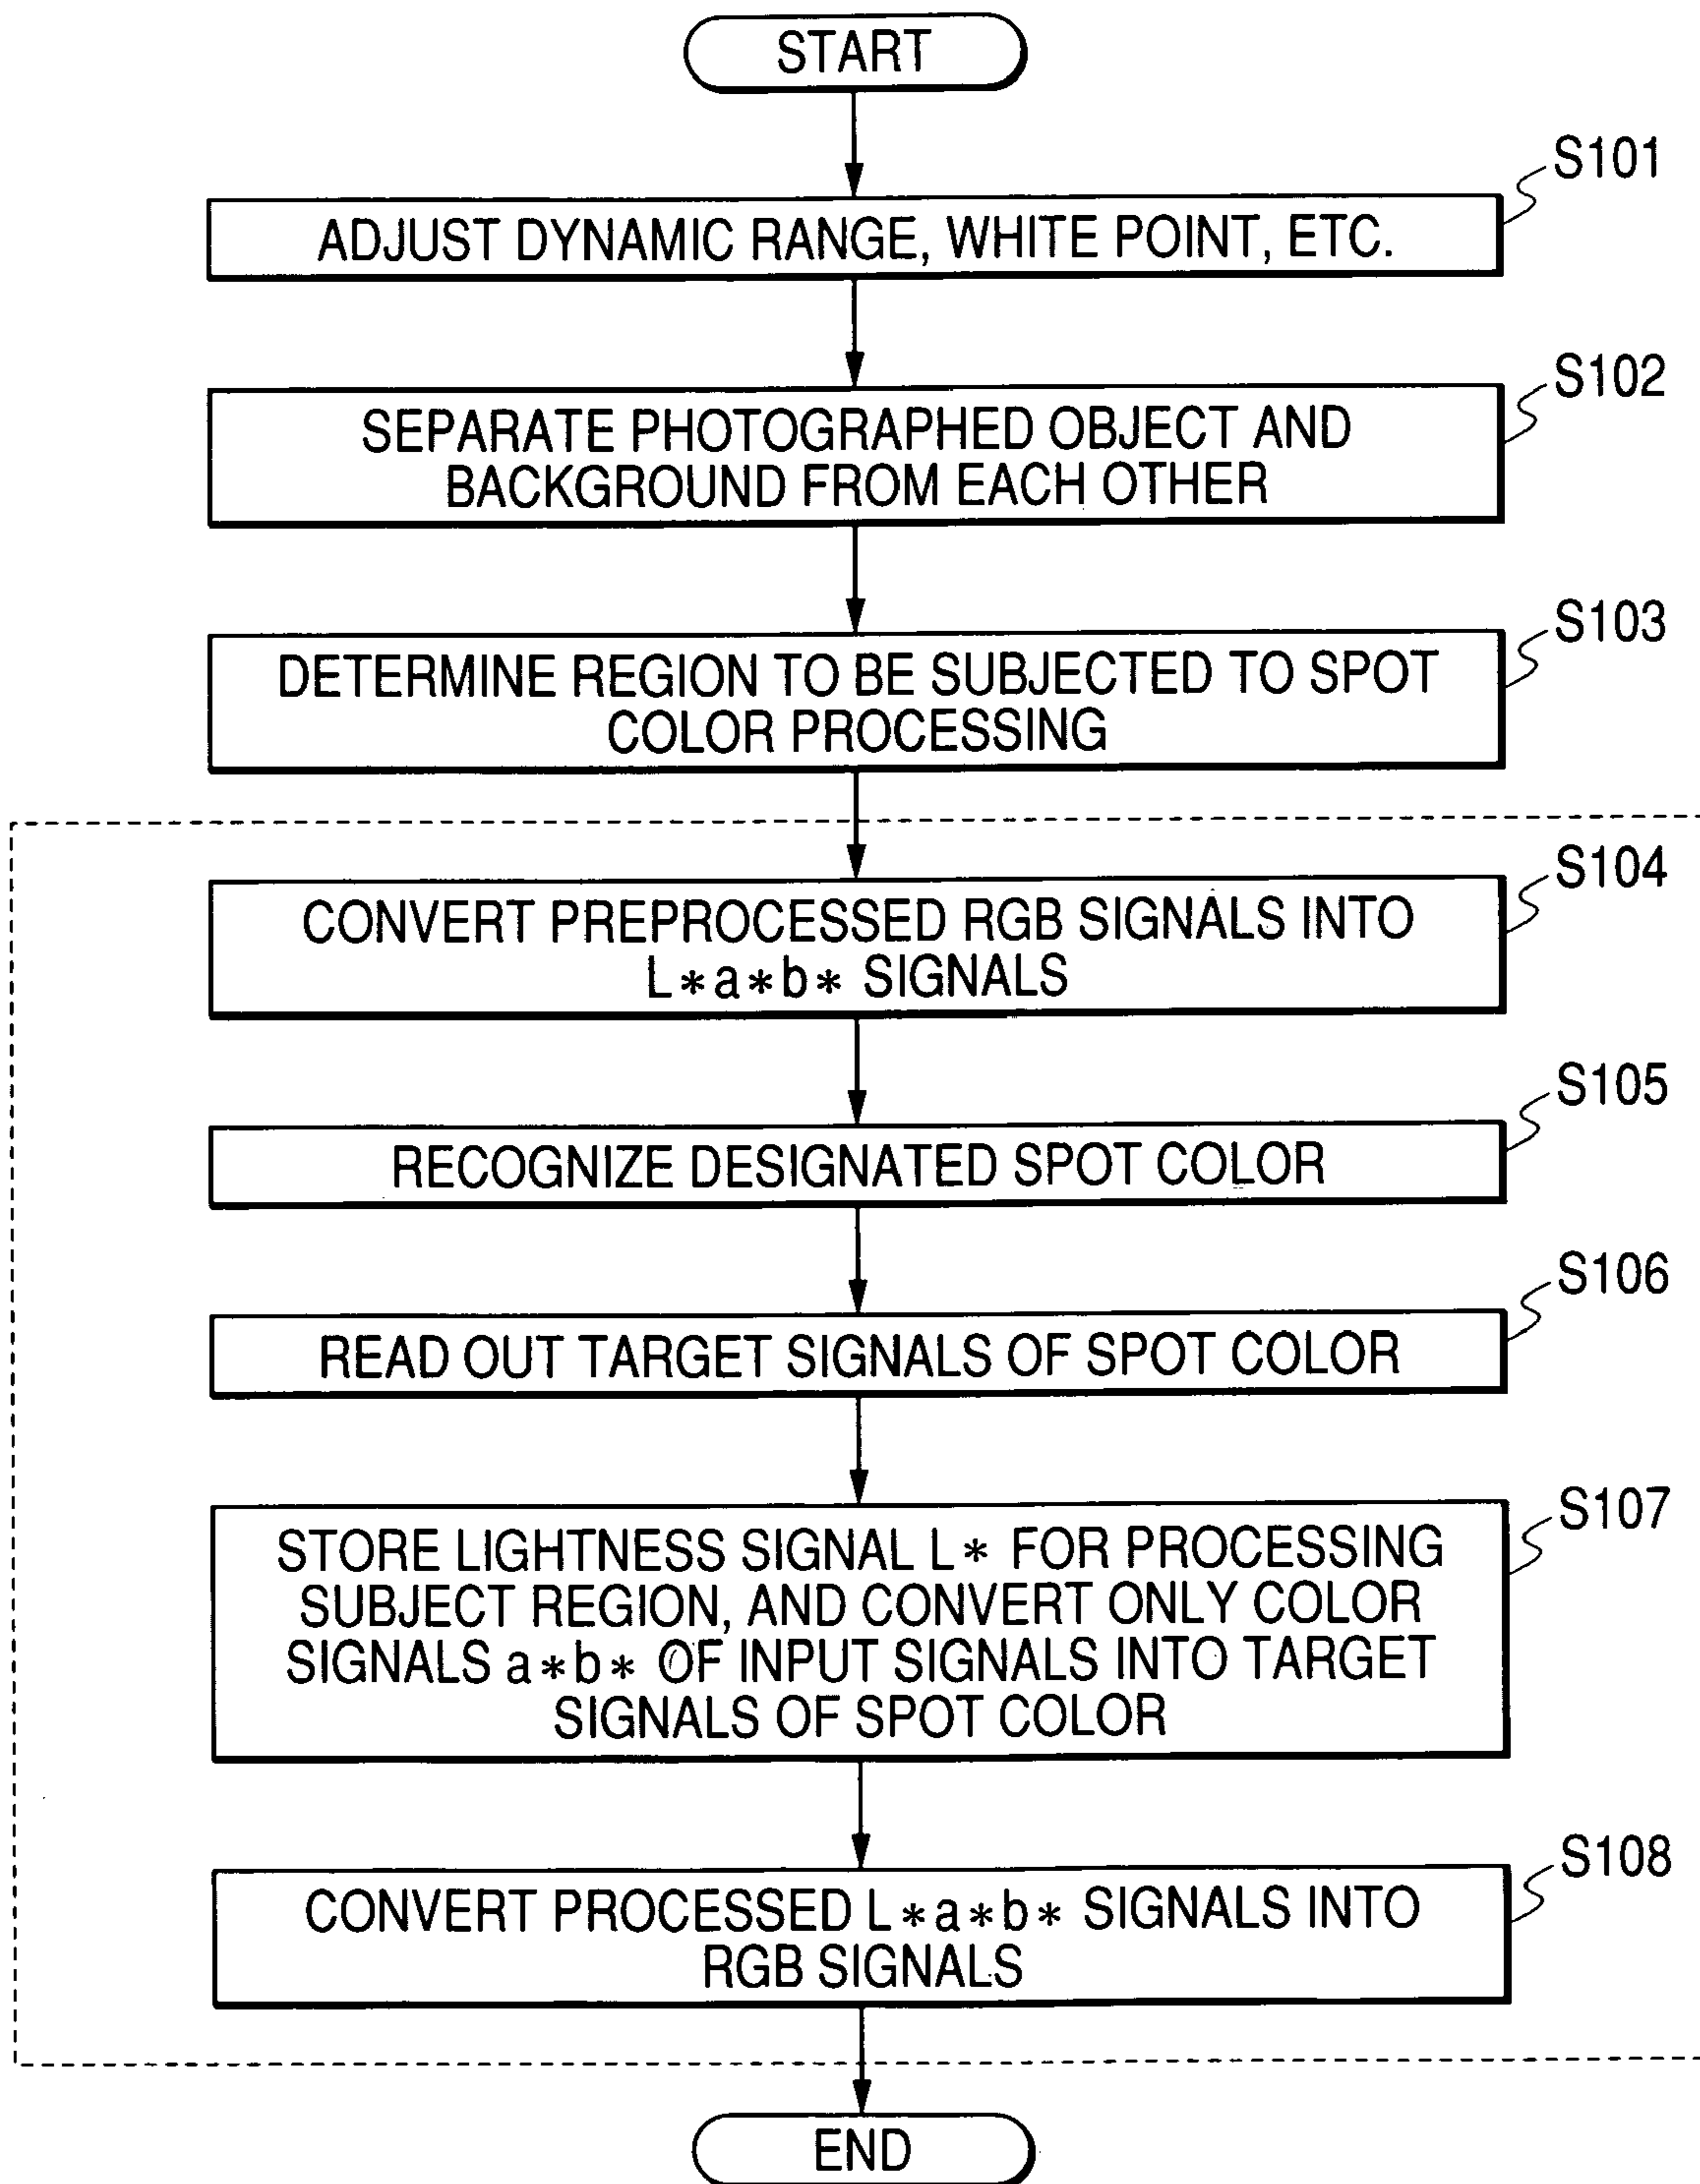 START
S101
ADJUST DYNAMIC RANGE, WHITE POINT, ETC.
S102
SEPARATE PHOTOGRAPHED OBJECT AND
BACKGROUND FROM EACH OTHER
S103
DETERMINE REGION TO BE SUBJECTED TO SPOT
COLOR PROCESSING
S104
CONVERT PREPROCESSED RGB SIGNALS INTO
L*a*b* SIGNALS
S105
RECOGNIZE DESIGNATED SPOT COLOR
S106
READ OUT TARGET SIGNALS OF SPOT COLOR
S107
STORE LIGHTNESS SIGNAL L* FOR PROCESSING
SUBJECT REGION, AND CONVERT ONLY COLOR
SIGNALS a*b* OF INPUT SIGNALS INTO TARGET
SIGNALS OF SPOT COLOR
S108
CONVERT PROCESSED L*a*b* SIGNALS INTO
RGB SIGNALS
END